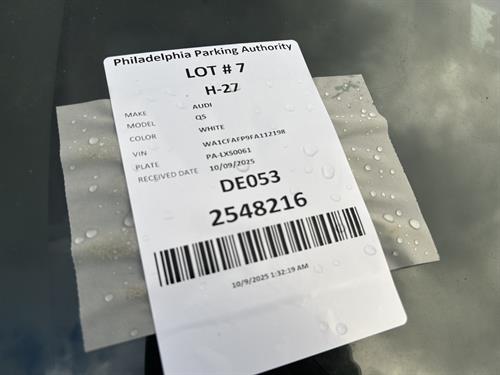 Philadelphia Parking Authority
LOT # 7
H-27
MAKE AUDI
MODEL Q5
COLOR WHITE
VIN WA1CFAFP9FA112198
PLATE PA-LXS0061
RECEIVED DATE 10/09/2025
DE053
2548216
10/9/2025 1:32:19 AM